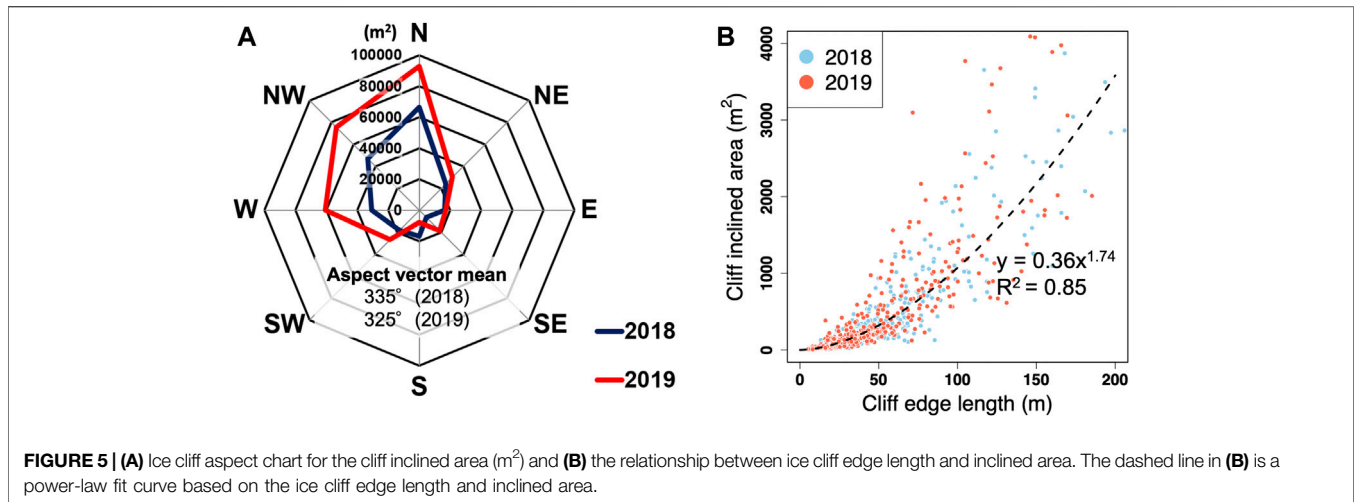 A
(m²)
N
100000
80000
60000
40000
20000
0
NW
NE
W
E
SW
SE
S
Aspect vector mean
335° (2018)
325° (2019)
2018
2019
B
2018
2019
Cliff inclined area (m²)
4000
3000
2000
1000
0
y = 0.36x^1.74
R² = 0.85
0 50 100 150 200
Cliff edge length (m)
FIGURE 5 | (A) Ice cliff aspect chart for the cliff inclined area (m²) and (B) the relationship between ice cliff edge length and inclined area. The dashed line in (B) is a
power-law fit curve based on the ice cliff edge length and inclined area.